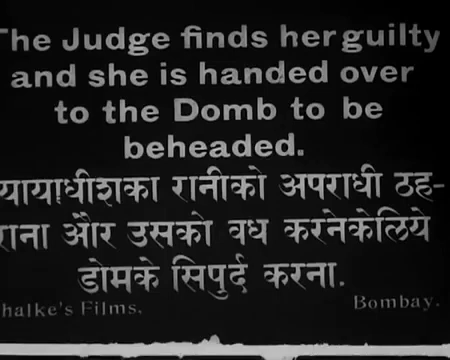 The Judge finds her guilty
and she is handed over
to the Domb to be
beheaded.
न्यायाधीशका रानीको अपराधी ठह-
राना और उसको वध करनेकेलिये
डोमके सिपुर्द करना.
Phalke's Films. Bombay.